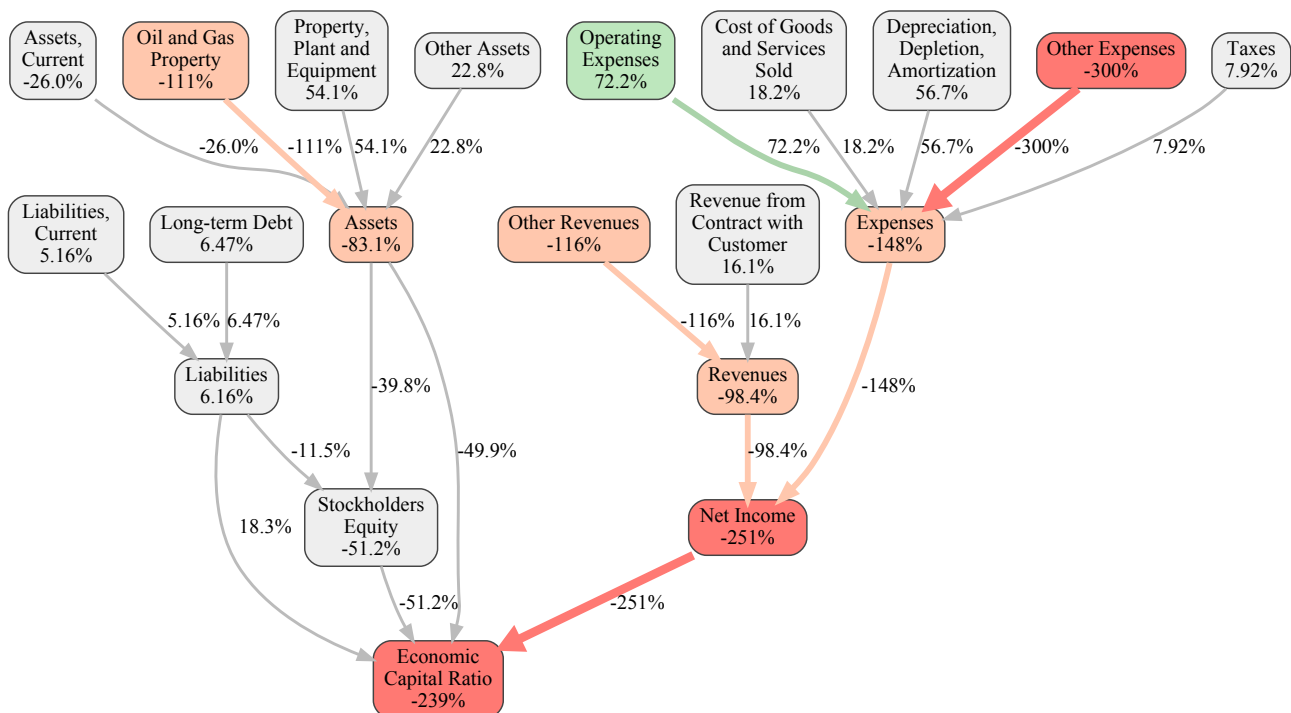 Assets,
Current
-26.0%
Oil and Gas
Property
-111%
Property,
Plant and
Equipment
54.1%
Other Assets
22.8%
Operating
Expenses
72.2%
Cost of Goods
and Services
Sold
18.2%
Depreciation,
Depletion,
Amortization
56.7%
Other Expenses
-300%
Taxes
7.92%
-26.0%
-111%
54.1%
22.8%
72.2%
18.2%
56.7%
-300%
7.92%
Liabilities,
Current
5.16%
Long-term Debt
6.47%
Assets
-83.1%
Other Revenues
-116%
Revenue from
Contract with
Customer
16.1%
Expenses
-148%
5.16%
6.47%
-116%
16.1%
Liabilities
6.16%
-39.8%
Revenues
-98.4%
-148%
-11.5%
-49.9%
-98.4%
18.3%
Stockholders
Equity
-51.2%
Net Income
-251%
-51.2%
-251%
Economic
Capital Ratio
-239%